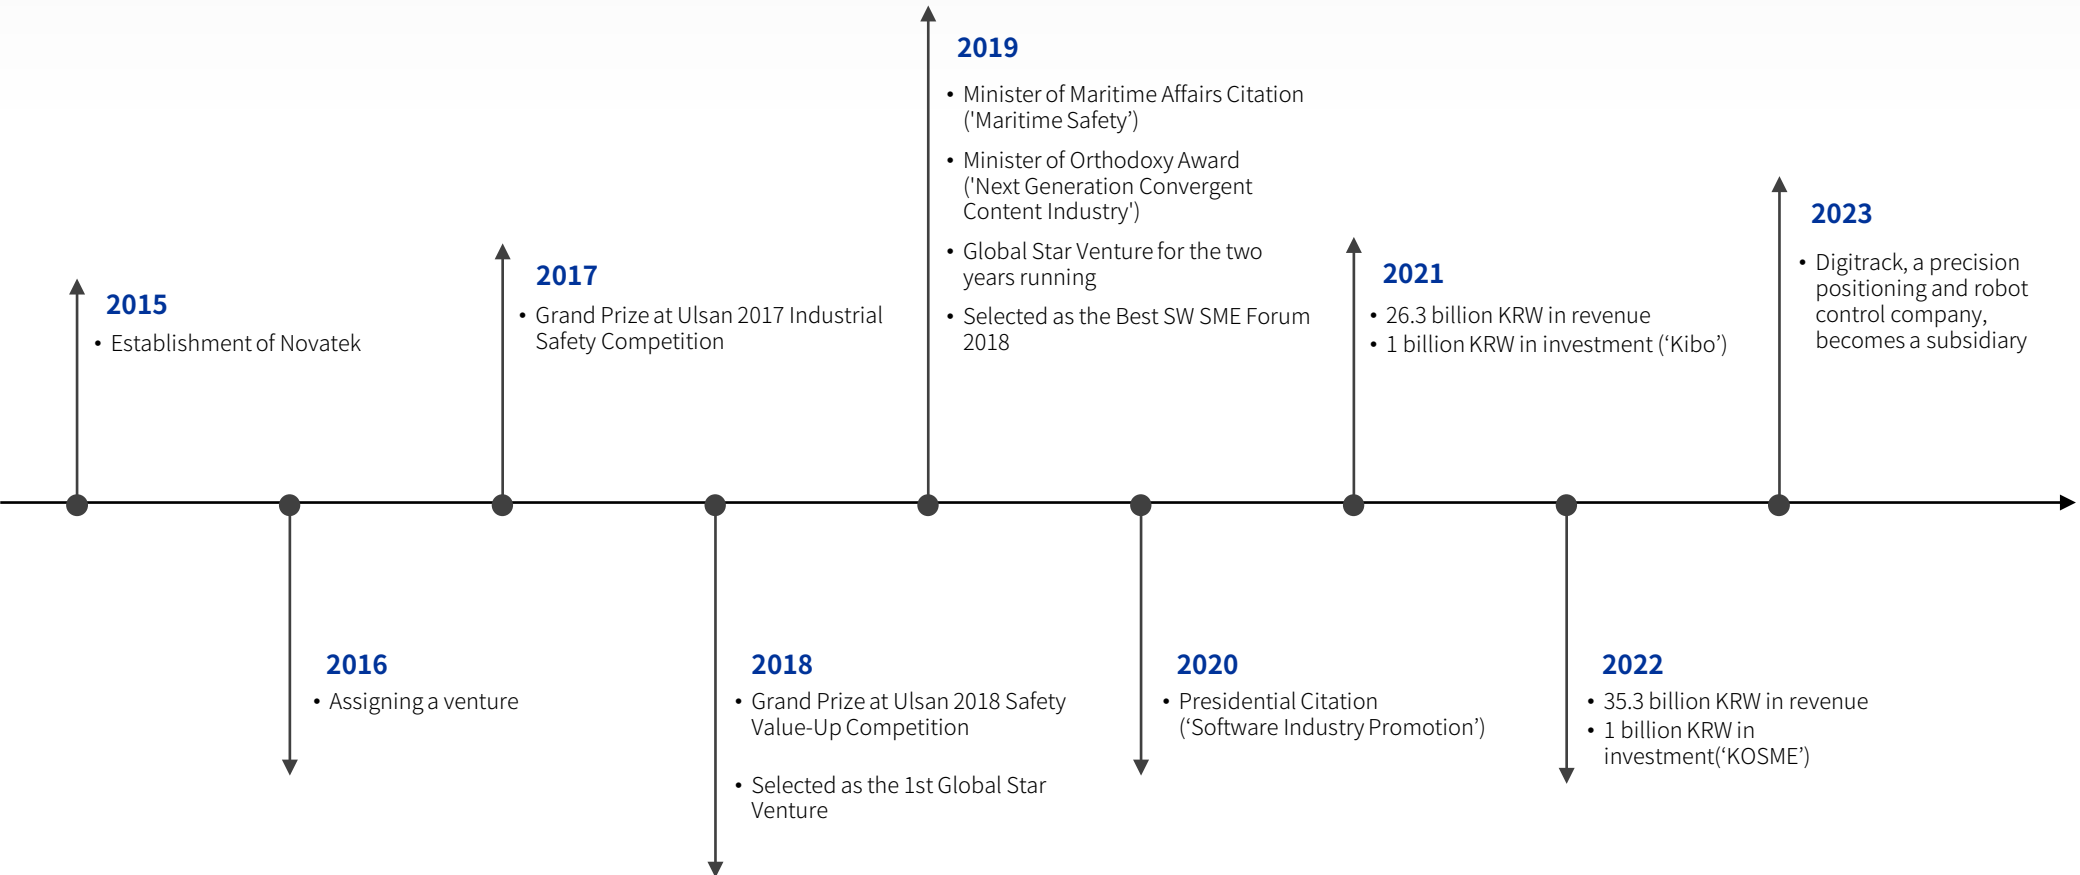 2015
• Establishment of Novatek
2016
• Assigning a venture
2017
• Grand Prize at Ulsan 2017 Industrial
Safety Competition
2018
• Grand Prize at Ulsan 2018 Safety
Value-Up Competition
• Selected as the 1st Global Star
Venture
2019
• Minister of Maritime Affairs Citation
('Maritime Safety’)
• Minister of Orthodoxy Award
('Next Generation Convergent
Content Industry')
• Global Star Venture for the two
years running
• Selected as the Best SW SME Forum
2018
2020
• Presidential Citation
(‘Software Industry Promotion’)
2021
• 26.3 billion KRW in revenue
• 1 billion KRW in investment (‘Kibo’)
2022
• 35.3 billion KRW in revenue
• 1 billion KRW in
investment(‘KOSME’)
2023
• Digitrack, a precision
positioning and robot
control company,
becomes a subsidiary